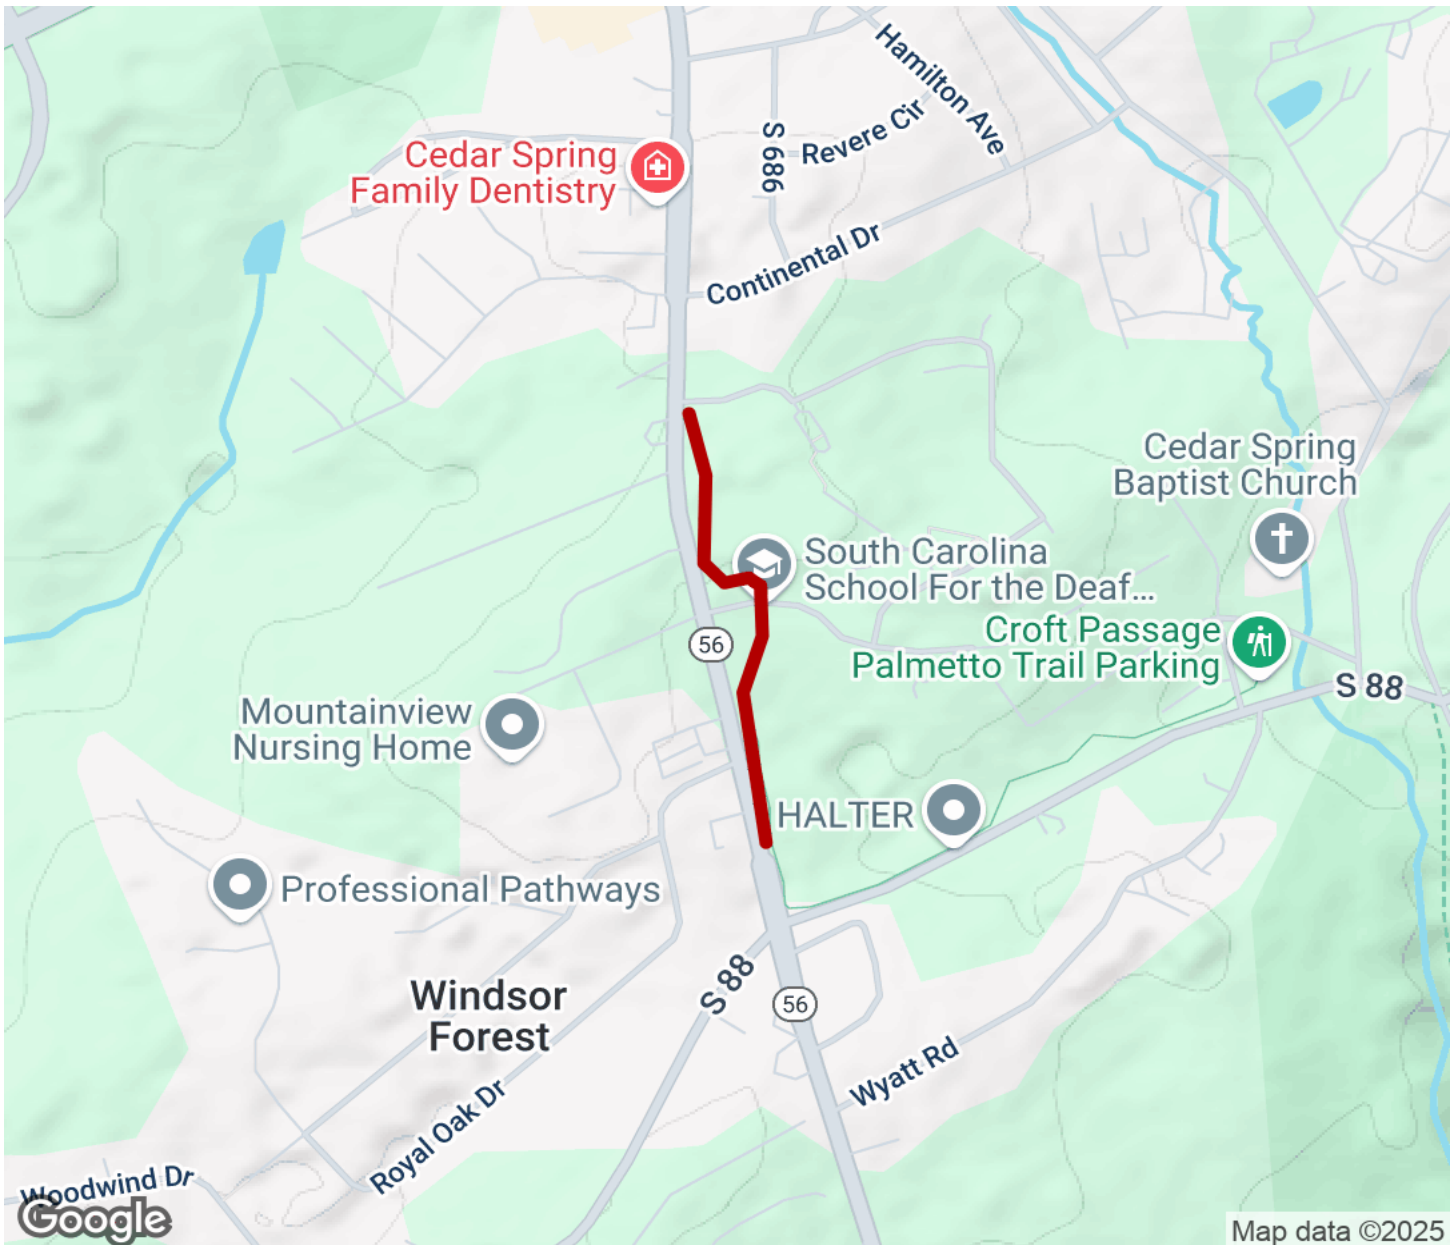 Hamilton Ave
Revere Cir
S 686
Cedar Spring
Family Dentistry
Continental Dr
Cedar Spring
Baptist Church
South Carolina
School For the Deaf...
Croft Passage
Palmetto Trail Parking
56
S 88
Mountainview
Nursing Home
HALTER
Professional Pathways
Windsor
Forest
S 88
56
Wyatt Rd
Royal Oak Dr
Woodwind Dr
Google
Map data ©2025